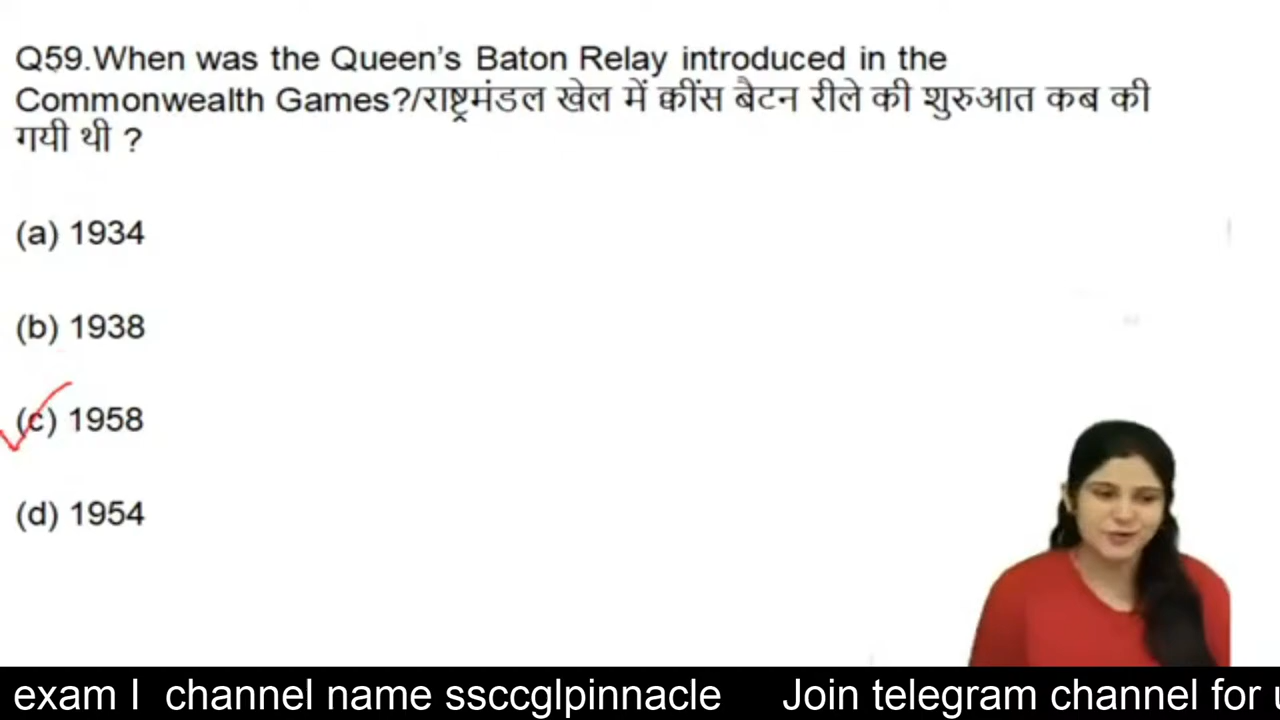 Q59.When was the Queen's Baton Relay introduced in the
Commonwealth Games?/राष्ट्रमंडल खेल में क्वींस बैटन रीले की शुरुआत कब की
गयी थी ?
(a) 1934
(b) 1938
(c) 1958
(d) 1954
exam l channel name ssccglpinnacle Join telegram channel for